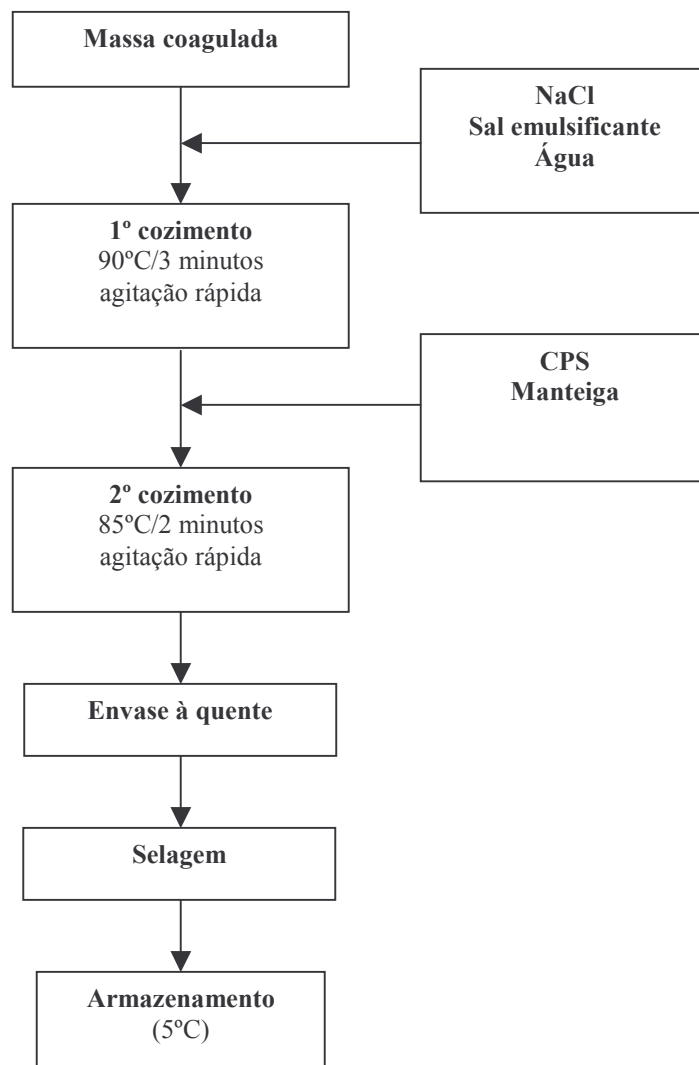 Massa coagulada
NaCl
Sal emulsificante
Água
1º cozimento
90ºC/3 minutos
agitação rápida
CPS
Manteiga
2º cozimento
85ºC/2 minutos
agitação rápida
Envase à quente
Selagem
Armazenamento
(5ºC)